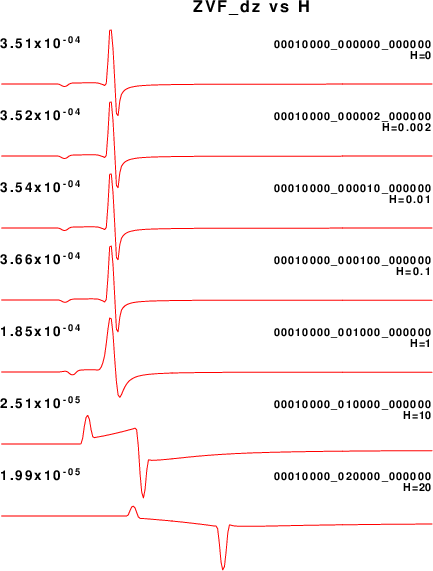 ZVF_dz vs H
3.51x10-04 00010000_000000_000000
H=0
3.52x10-04 00010000_000002_000000
H=0.002
3.54x10-04 00010000_000010_000000
H=0.01
3.66x10-04 00010000_000100_000000
H=0.1
1.85x10-04 00010000_001000_000000
H=1
2.51x10-05 00010000_010000_000000
H=10
1.99x10-05 00010000_020000_000000
H=20